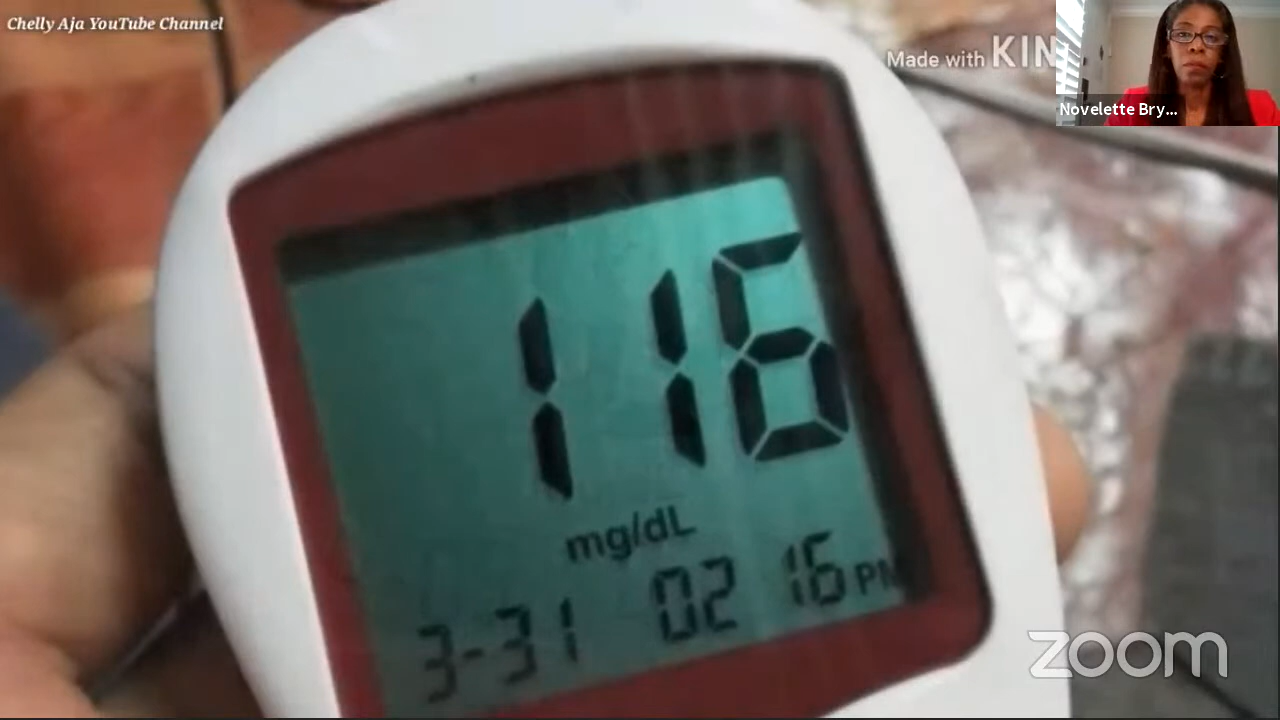 Chelly Aja YouTube Channel
Made with KIN
Novelette Bry...
116
mg/dL
3-31 02 16 PM
zoom